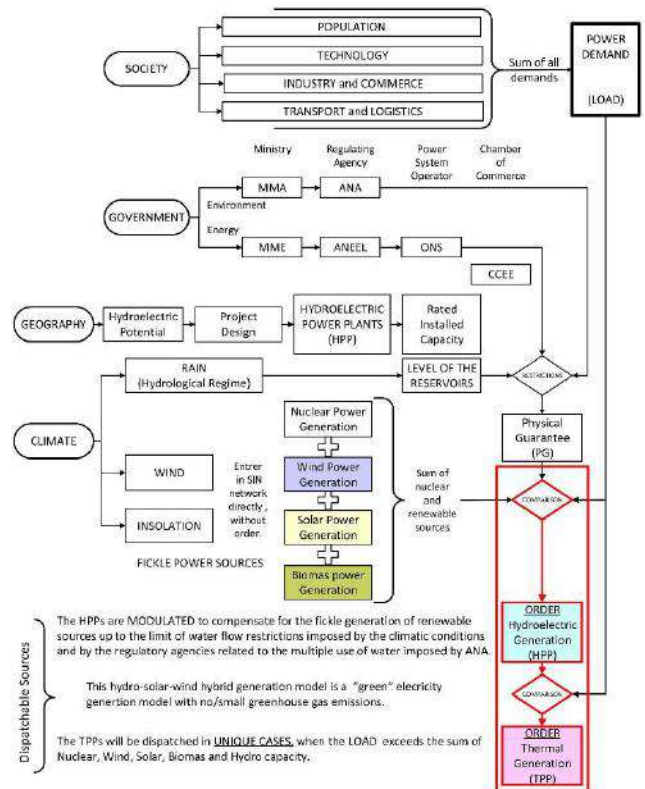 POPULATION
TECHNOLOGY
INDUSTRY and COMMERCE
TRANSPORT and LOGISTICS
SOCIETY
Sum of all
demands
POWER
DEMAND
(LOAD)
Ministry
Regulating
Agency
Power
System
Operator
Chamber
of
Commerce
MMA
ANA
Environment
GOVERNMENT
Energy
MME
ANEEL
ONS
CCEE
GEOGRAPHY
Hydroelectric
Potential
Project
Design
HYDROELECTRIC
POWER PLANTS
(HPP)
Rated
Installed
Capacity
RAIN
(Hydrological Regime)
LEVEL OF THE
RESERVOIRS
RESTRICTIONS
CLIMATE
WIND
INSOLATION
Entrer
in SIN
network
directly,
without
order.
FICKLE POWER SOURCES
Nuclear Power
Generation
Wind Power
Generation
Solar Power
Generation
Biomas power
Generation
Sum of
nuclear
and
renewable
sources
Physical
Guarantee
(PG)
COMPARISON
ORDER
Hydroelectric
Generation
(HPP)
COMPARISON
ORDER
Thermal
Generation
(TPP)
Dispatchable Sources
The HPPs are MODULATED to compensate for the fickle generation of renewable
sources up to the limit of water flow restrictions imposed by the climatic conditions
and by the regulatory agencies related to the multiple use of water imposed by ANA.
This hydro-solar-wind hybrid generation model is a "green" elecricity
genertion model with no/small greenhouse gas emissions.
The TPPs will be dispatched in UNIQUE CASES, when the LOAD exceeds the sum of
Nuclear, Wind, Solar, Biomas and Hydro capacity.